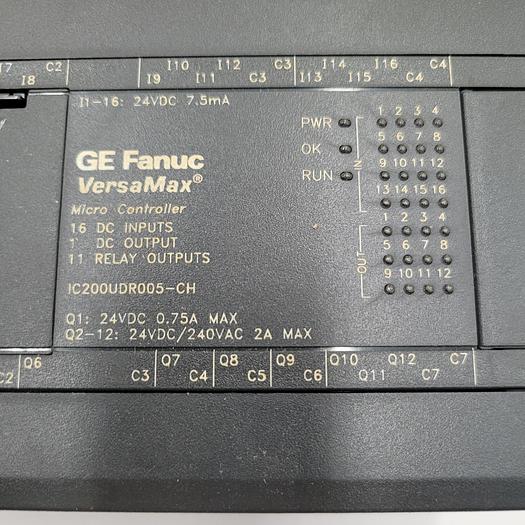 I7 C2 I10 I12 C3 I14 I16 C4
I8 I9 I11 C3 I13 I15 C4
I1-16: 24VDC 7.5mA
PWR
OK
RUN
IN
1 2 3 4
5 6 7 8
9 10 11 12
13 14 15 16
OUT
1 2 3 4
5 6 7 8
9 10 11 12
GE Fanuc
VersaMax®
Micro Controller
16 DC INPUTS
1 DC OUTPUT
11 RELAY OUTPUTS
IC200UDR005-CH
Q1: 24VDC 0.75A MAX
Q2-12: 24VDC/240VAC 2A MAX
Q6 Q7 Q8 Q9 Q10 Q12 C7
C2 C3 C4 C5 C6 Q11 C7